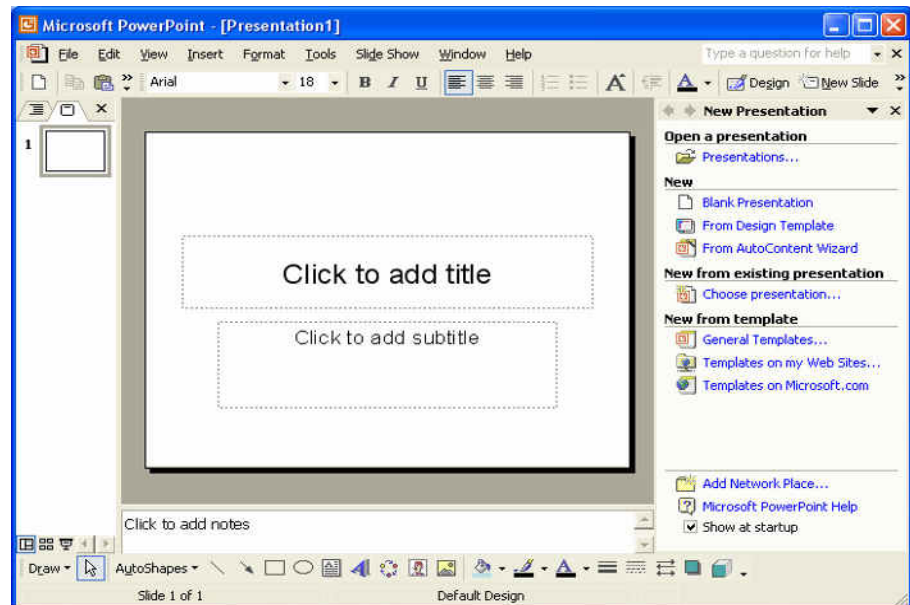 Microsoft PowerPoint - [Presentation1]
File Edit View Insert Format Tools Slide Show Window Help Type a question for help
Arial 18 B I U A A Design New Slide
New Presentation
1
Open a presentation
Presentations...
New
Blank Presentation
From Design Template
From AutoContent Wizard
New from existing presentation
Choose presentation...
New from template
General Templates...
Templates on my Web Sites...
Templates on Microsoft.com
Click to add title
Click to add subtitle
Add Network Place...
Microsoft PowerPoint Help
Show at startup
Click to add notes
Draw AutoShapes A A
Slide 1 of 1 Default Design